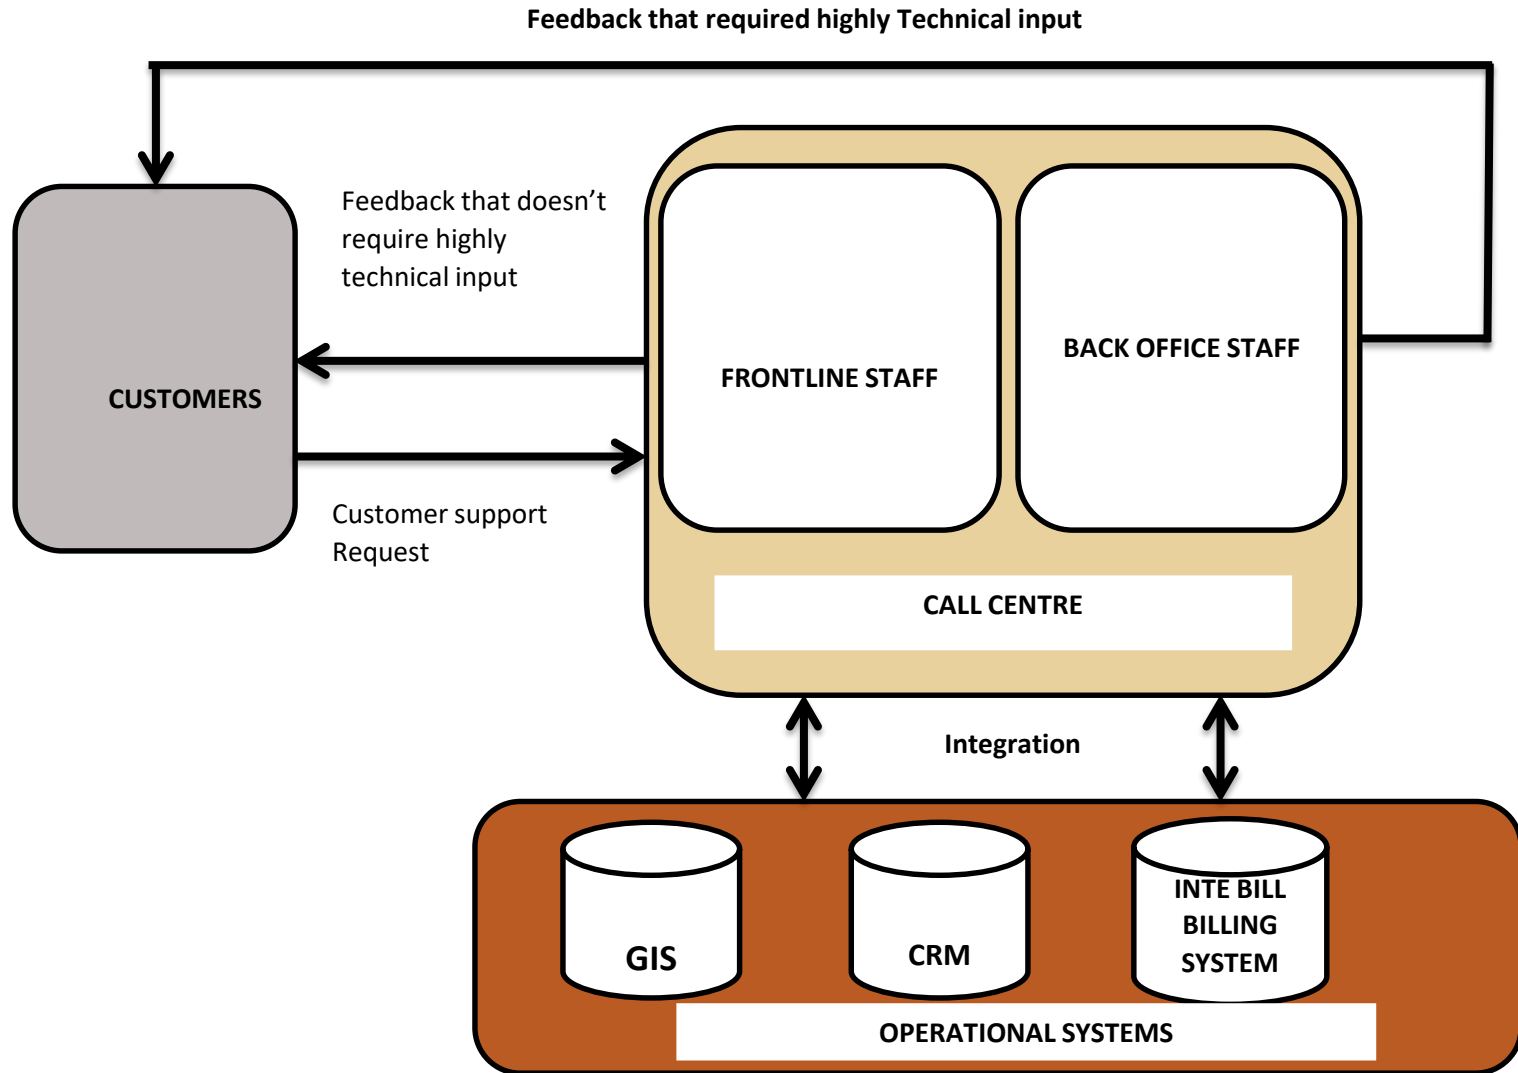 Feedback that required highly Technical input
Feedback that doesn’t
require highly
technical input
CUSTOMERS
Customer support
Request
FRONTLINE STAFF
BACK OFFICE STAFF
CALL CENTRE
Integration
GIS
CRM
INTE BILL
BILLING
SYSTEM
OPERATIONAL SYSTEMS